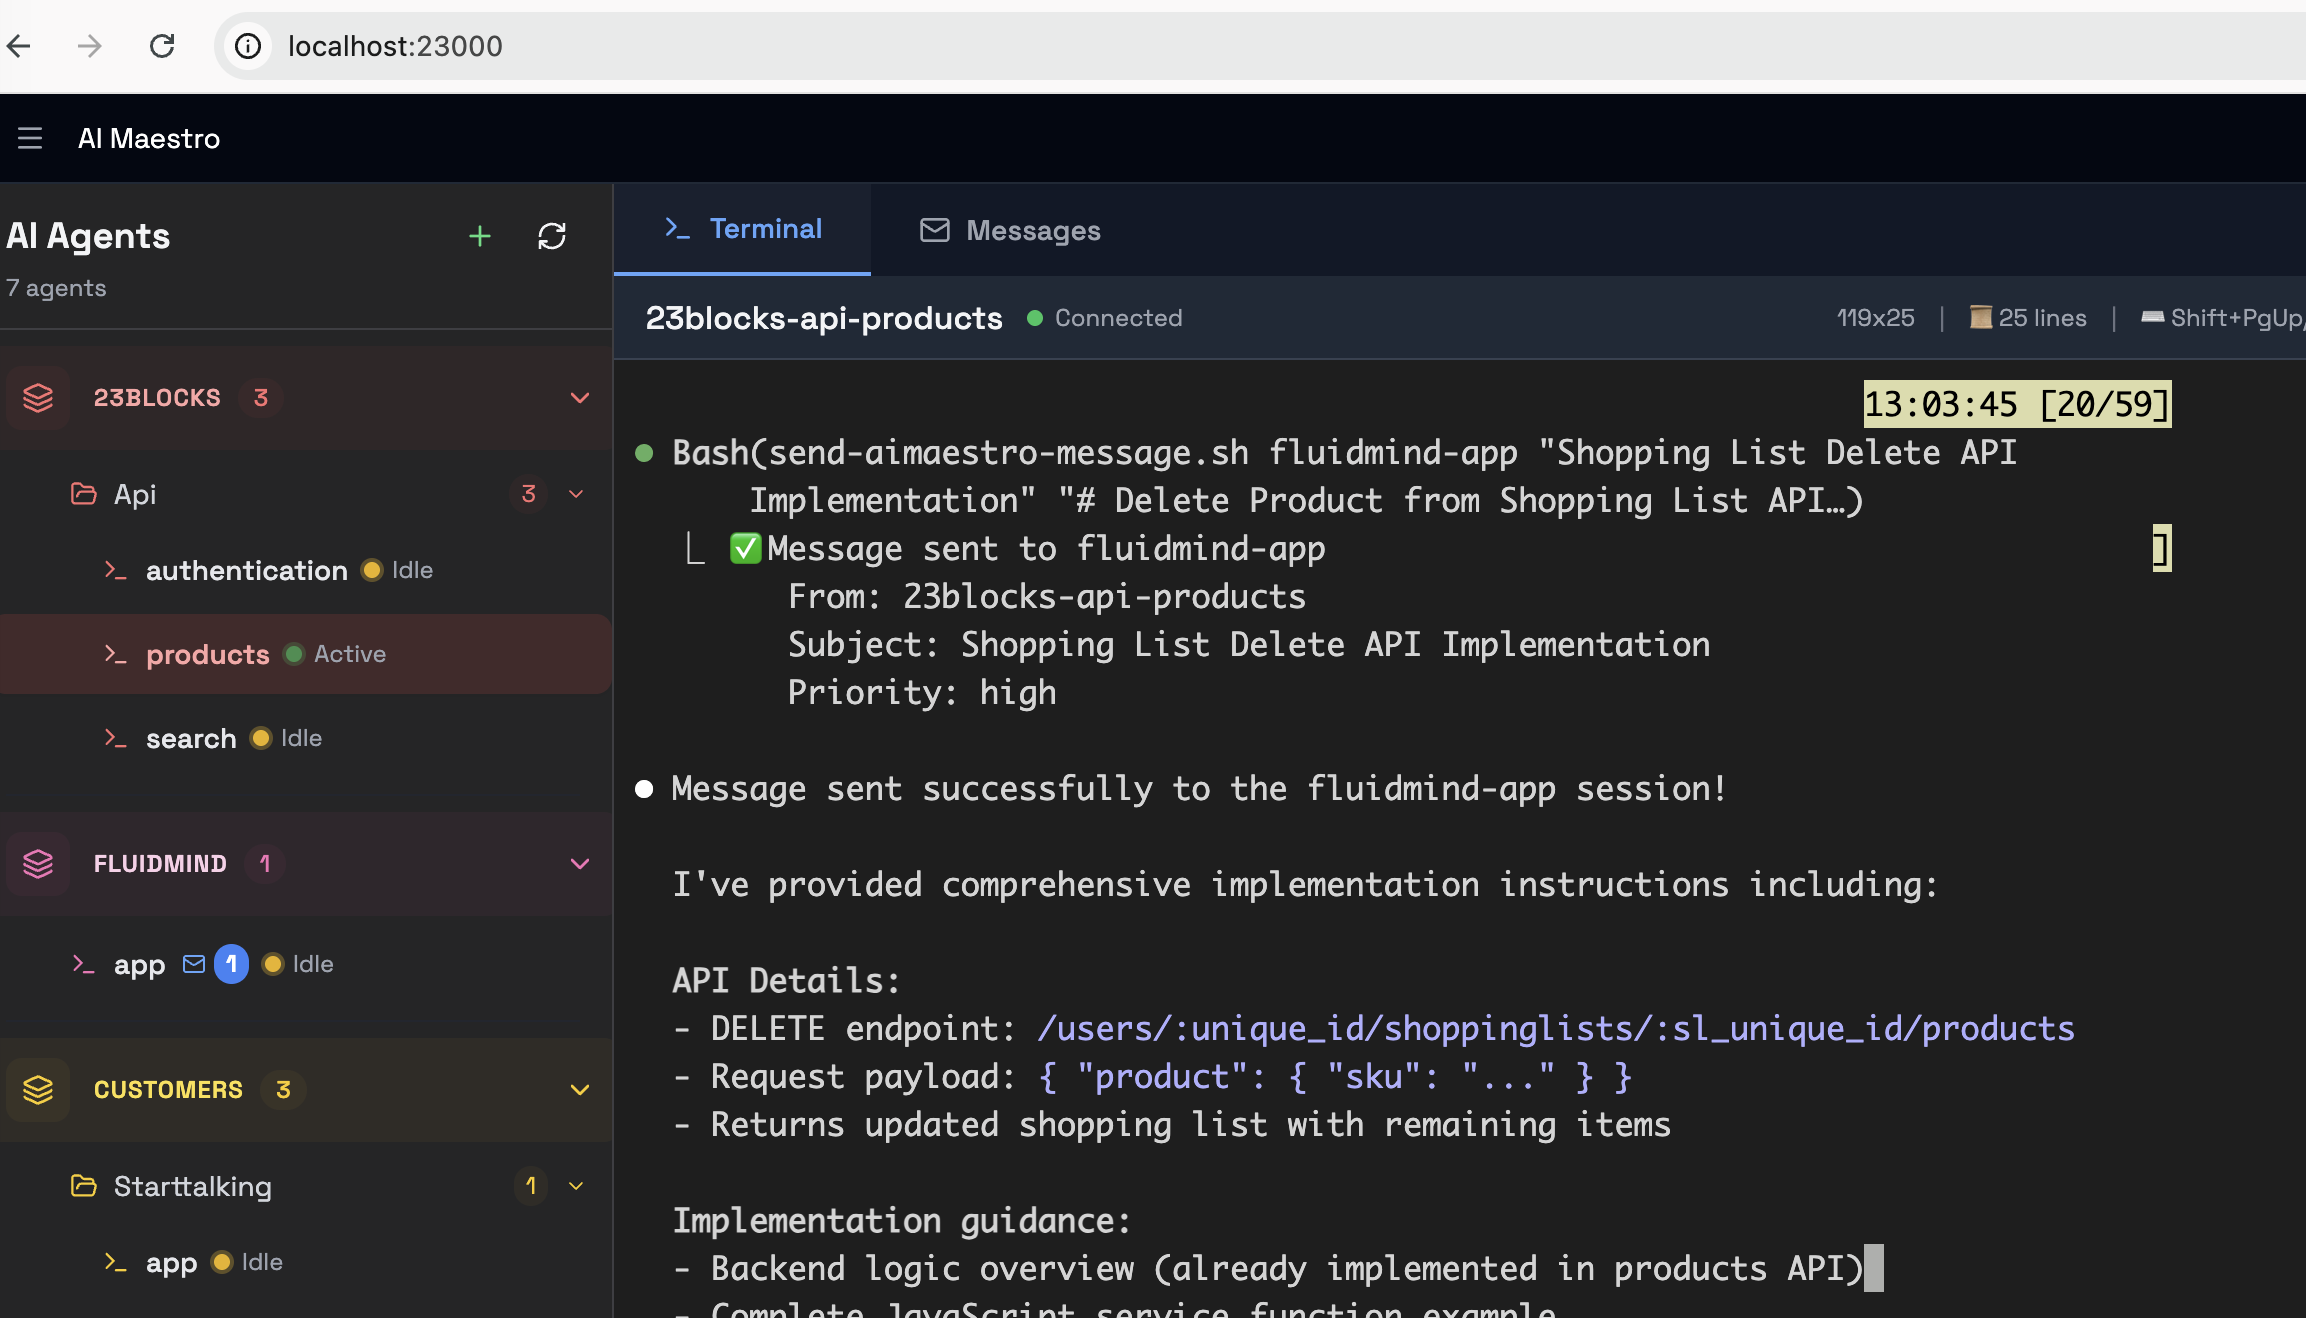 localhost:23000
AI Maestro
AI Agents
7 agents
23BLOCKS 3
Api 3
authentication Idle
products Active
search Idle
FLUIDMIND 1
app 1 Idle
CUSTOMERS 3
Starttalking 1
app Idle
Terminal
Messages
23blocks-api-products Connected 119x25 | 25 lines | Shift+PgUp/
13:03:45 [20/59]
Bash(send-aimaestro-message.sh fluidmind-app "Shopping List Delete API
Implementation" "# Delete Product from Shopping List API…)
⎿ ✅Message sent to fluidmind-app ]
From: 23blocks-api-products
Subject: Shopping List Delete API Implementation
Priority: high
Message sent successfully to the fluidmind-app session!
I've provided comprehensive implementation instructions including:
API Details:
- DELETE endpoint: /users/:unique_id/shoppinglists/:sl_unique_id/products
- Request payload: { "product": { "sku": "..." } }
- Returns updated shopping list with remaining items
Implementation guidance:
- Backend logic overview (already implemented in products API)
- Complete JavaScript service function example